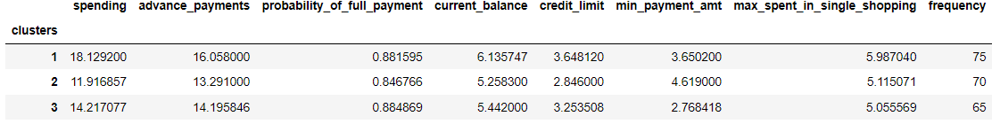 spending advance_payments probability_of_full_payment current_balance credit_limit min_payment_amt max_spent_in_single_shopping frequency
clusters
1 18.129200 16.058000 0.881595 6.135747 3.648120 3.650200 5.987040 75
2 11.916857 13.291000 0.846766 5.258300 2.846000 4.619000 5.115071 70
3 14.217077 14.195846 0.884869 5.442000 3.253508 2.768418 5.055569 65